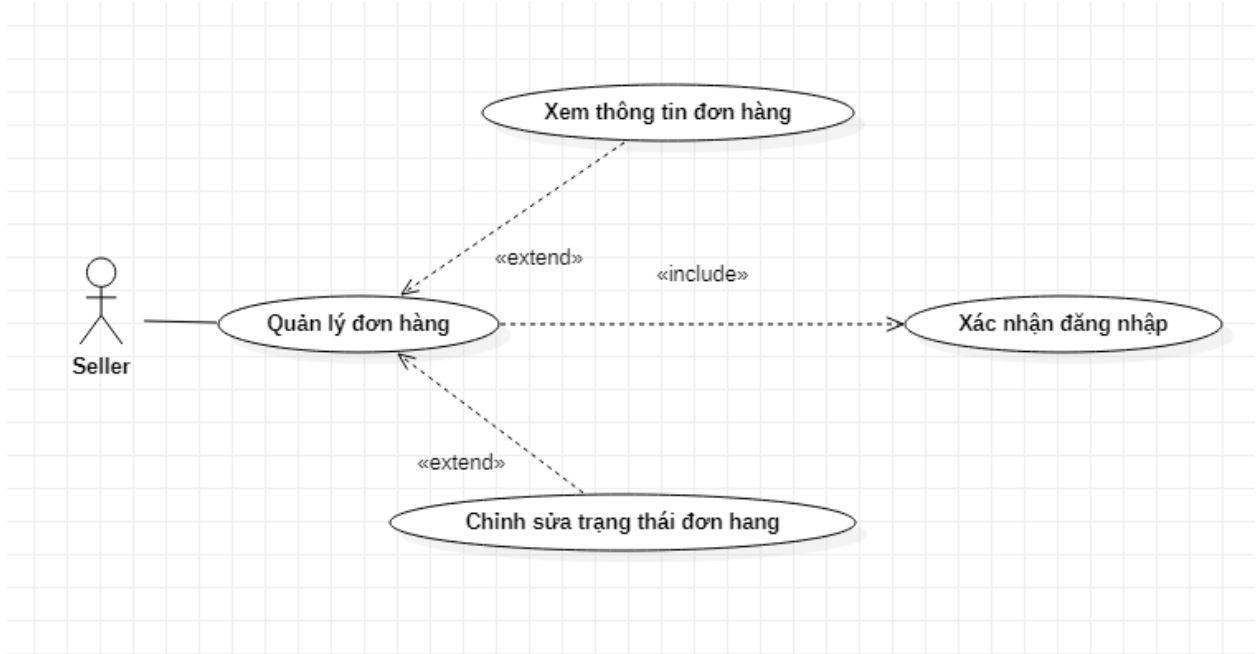 Xem thông tin đơn hàng
«extend»
«include»
Quản lý đơn hàng
Xác nhận đăng nhập
Seller
«extend»
Chỉnh sửa trạng thái đơn hang